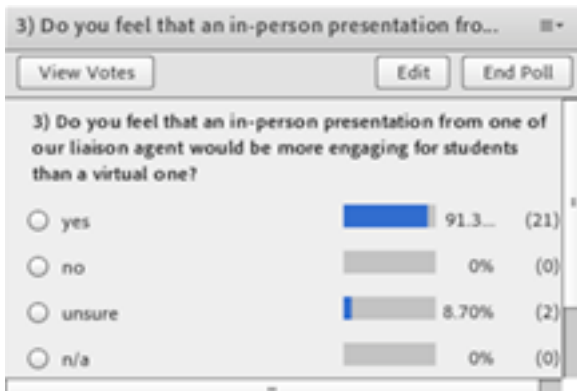 3) Do you feel that an in-person presentation fro...
View Votes Edit End Poll
3) Do you feel that an in-person presentation from one of
our liaison agent would be more engaging for students
than a virtual one?
yes 91.3... (21)
no 0% (0)
unsure 8.70% (2)
n/a 0% (0)